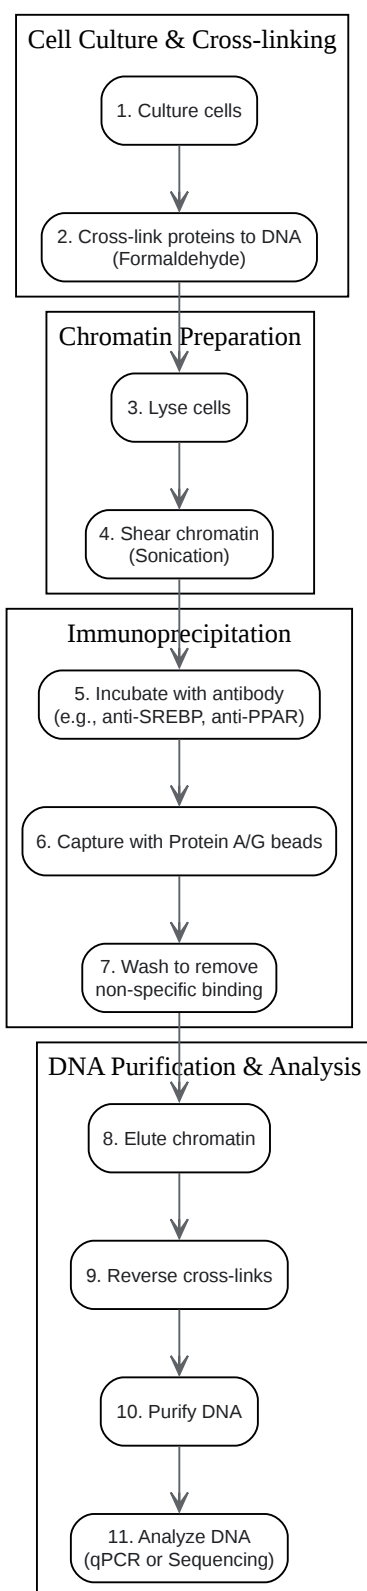 Cell Culture & Cross-linking
1. Culture cells
2. Cross-link proteins to DNA
(Formaldehyde)
Chromatin Preparation
3. Lyse cells
4. Shear chromatin
(Sonication)
Immunoprecipitation
5. Incubate with antibody
(e.g., anti-SREBP, anti-PPAR)
6. Capture with Protein A/G beads
7. Wash to remove
non-specific binding
DNA Purification & Analysis
8. Elute chromatin
9. Reverse cross-links
10. Purify DNA
11. Analyze DNA
(qPCR or Sequencing)